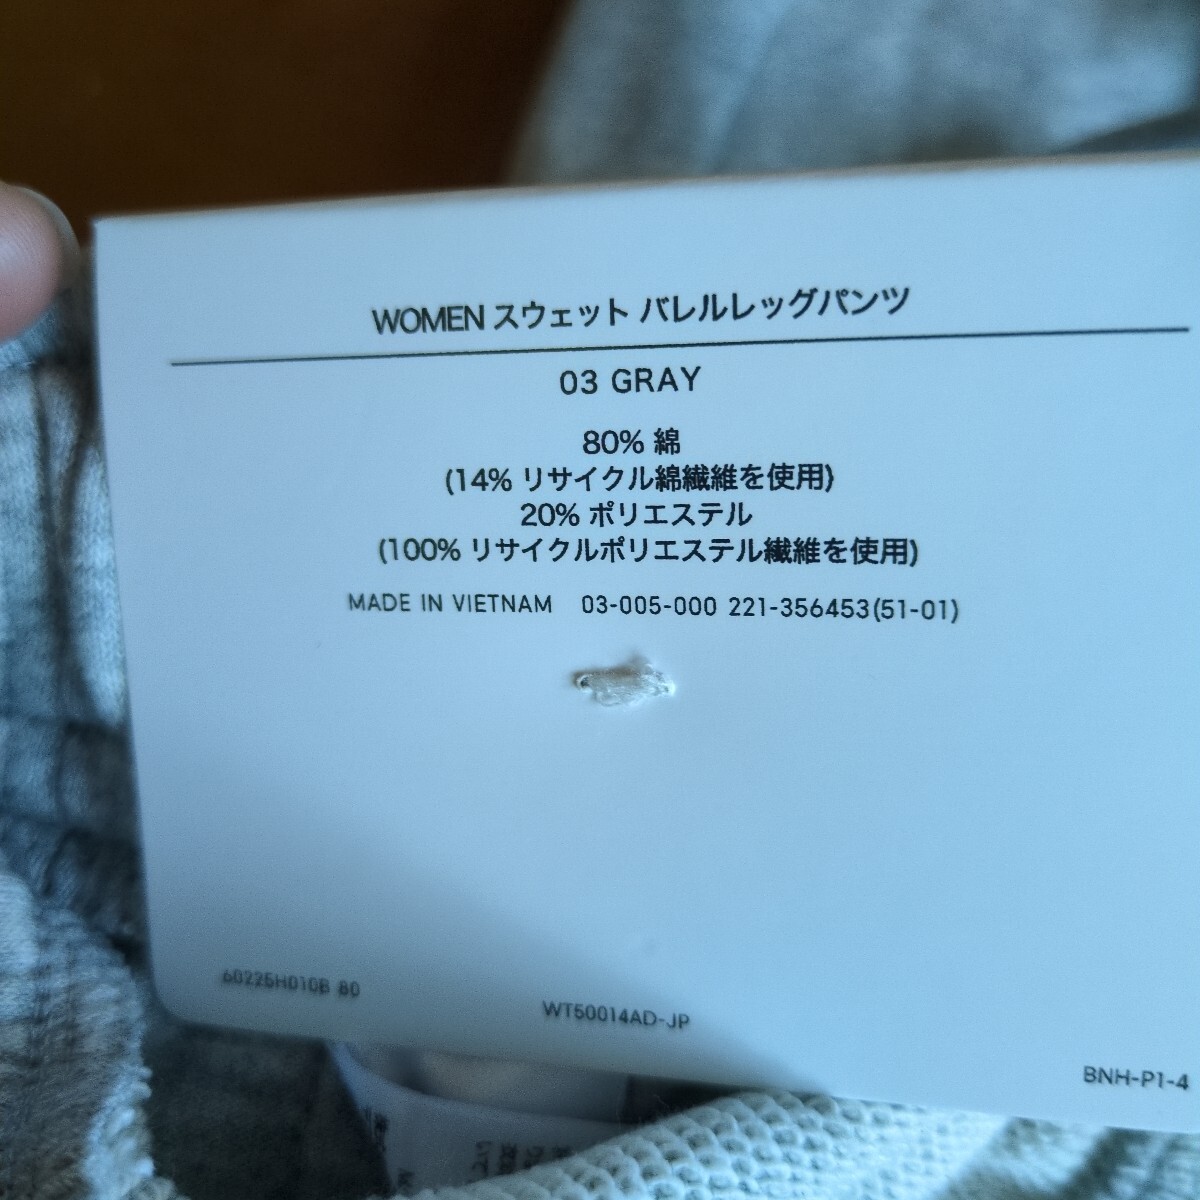 WOMEN スウェット バレルレッグパンツ
03 GRAY
80% 綿
(14% リサイクル綿繊維を使用)
20% ポリエステル
(100% リサイクルポリエステル繊維を使用)
MADE IN VIETNAM 03-005-000 221-356453(51-01)
60225H010B 80
WT50014AD-JP
BNH-P1-4